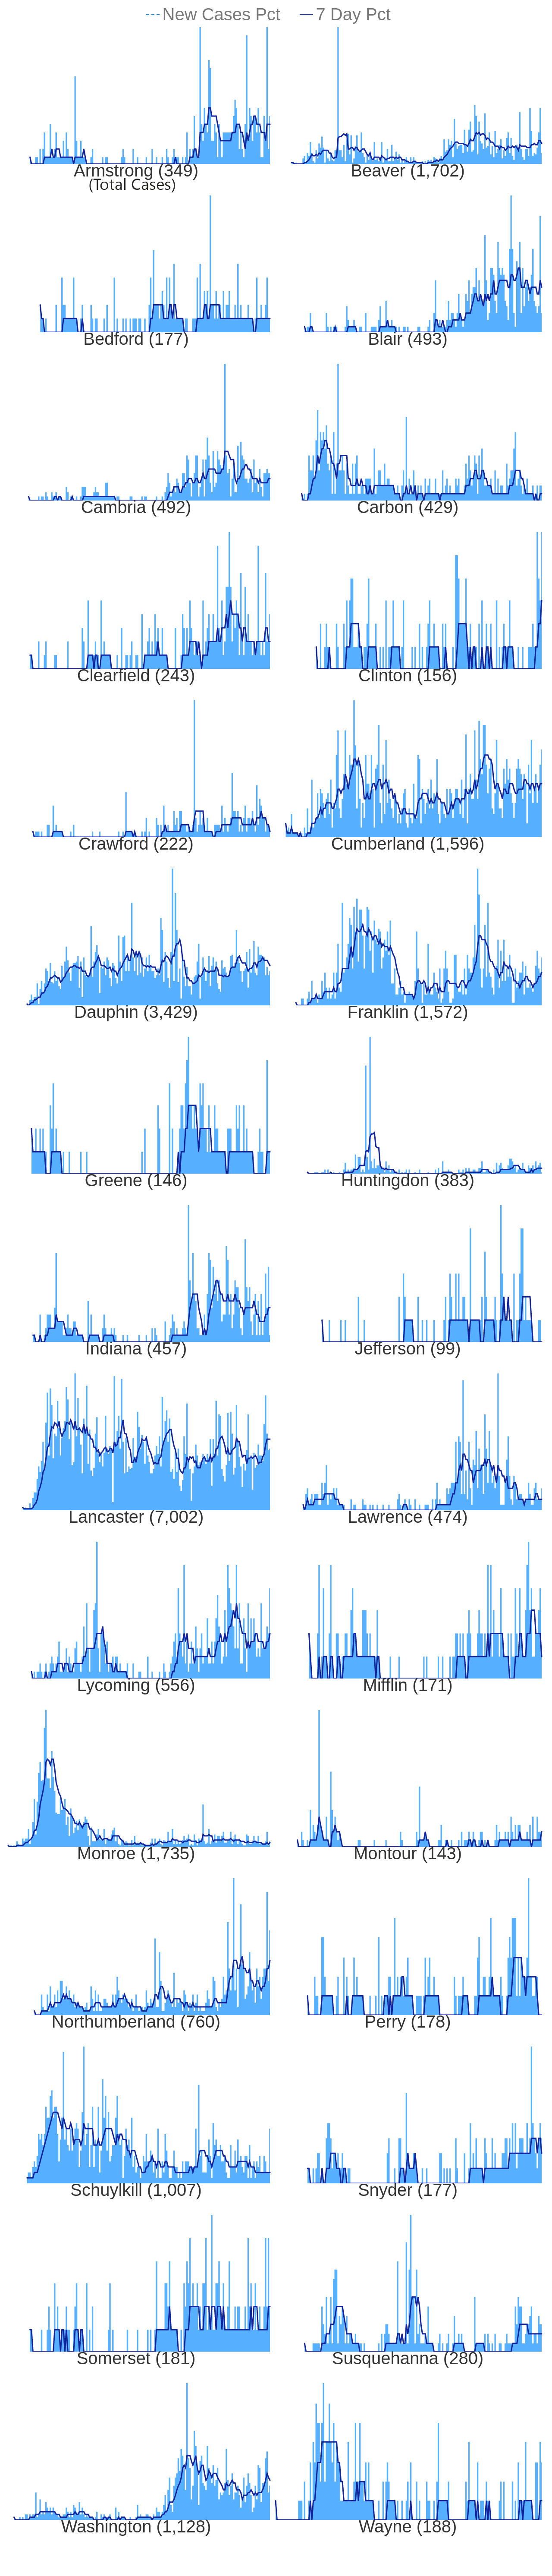 New Cases Pct 7 Day Pct
Armstrong (349) Beaver (1,702)
(Total Cases)
Bedford (177) Blair (493)
Cambria (492) Carbon (429)
Clearfield (243) Clinton (156)
Crawford (222) Cumberland (1,596)
Dauphin (3,429) Franklin (1,572)
Greene (146) Huntingdon (383)
Indiana (457) Jefferson (99)
Lancaster (7,002) Lawrence (474)
Lycoming (556) Mifflin (171)
Monroe (1,735) Montour (143)
Northumberland (760) Perry (178)
Schuylkill (1,007) Snyder (177)
Somerset (181) Susquehanna (280)
Washington (1,128) Wayne (188)